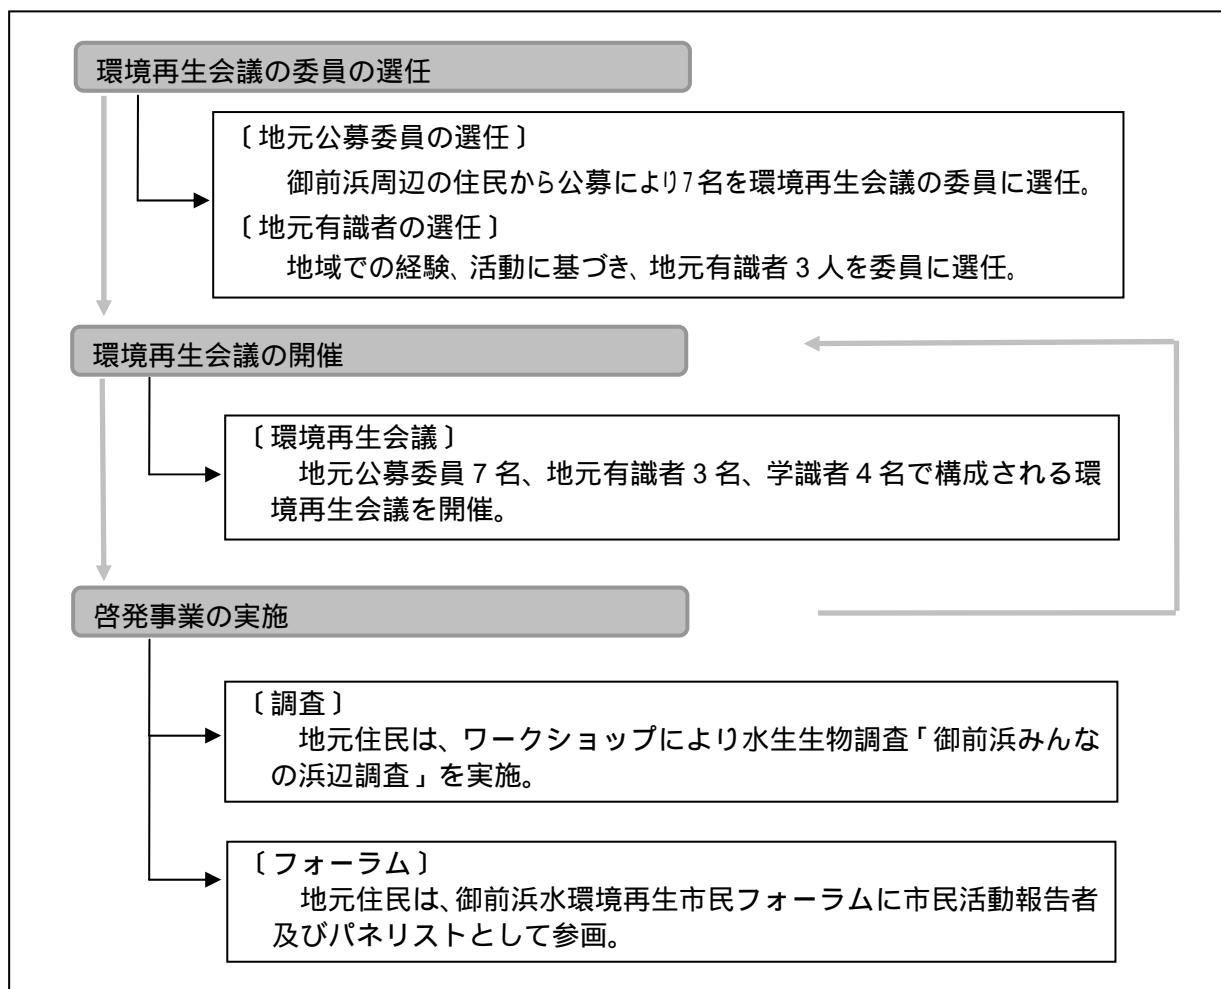 環境再生会議の委員の選任
〔地元公募委員の選任〕
御前浜周辺の住民から公募により7名を環境再生会議の委員に選任。
〔地元有識者の選任〕
地域での経験、活動に基づき、地元有識者3人を委員に選任。
環境再生会議の開催
〔環境再生会議〕
地元公募委員7名、地元有識者3名、学識者4名で構成される環
境再生会議を開催。
啓発事業の実施
〔調査〕
地元住民は、ワークショップにより水生生物調査「御前浜みんな
の浜辺調査」を実施。
〔フォーラム〕
地元住民は、御前浜水環境再生市民フォーラムに市民活動報告者
及びパネリストとして参画。